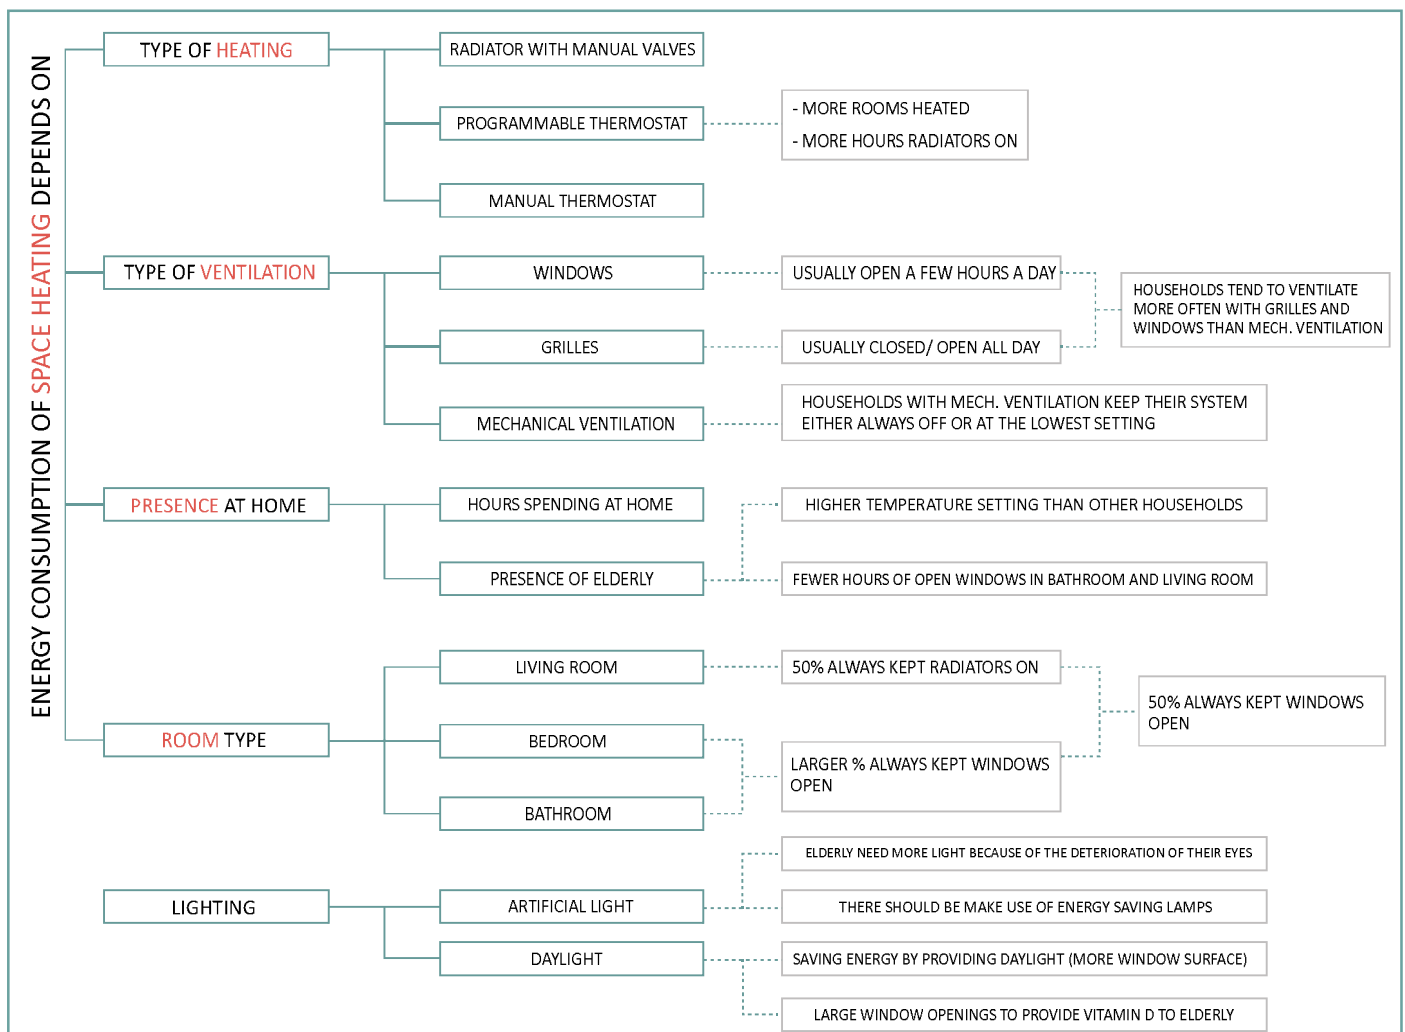 ENERGY CONSUMPTION OF SPACE HEATING DEPENDS ON
TYPE OF HEATING
RADIATOR WITH MANUAL VALVES
PROGRAMMABLE THERMOSTAT
- MORE ROOMS HEATED
- MORE HOURS RADIATORS ON
MANUAL THERMOSTAT
TYPE OF VENTILATION
WINDOWS
USUALLY OPEN A FEW HOURS A DAY
HOUSEHOLDS TEND TO VENTILATE
MORE OFTEN WITH GRILLES AND
WINDOWS THAN MECH. VENTILATION
GRILLES
USUALLY CLOSED/ OPEN ALL DAY
MECHANICAL VENTILATION
HOUSEHOLDS WITH MECH. VENTILATION KEEP THEIR SYSTEM
EITHER ALWAYS OFF OR AT THE LOWEST SETTING
PRESENCE AT HOME
HOURS SPENDING AT HOME
HIGHER TEMPERATURE SETTING THAN OTHER HOUSEHOLDS
PRESENCE OF ELDERLY
FEWER HOURS OF OPEN WINDOWS IN BATHROOM AND LIVING ROOM
ROOM TYPE
LIVING ROOM
50% ALWAYS KEPT RADIATORS ON
50% ALWAYS KEPT WINDOWS
OPEN
BEDROOM
LARGER % ALWAYS KEPT WINDOWS
OPEN
BATHROOM
LIGHTING
ARTIFICIAL LIGHT
ELDERLY NEED MORE LIGHT BECAUSE OF THE DETERIORATION OF THEIR EYES
THERE SHOULD BE MAKE USE OF ENERGY SAVING LAMPS
DAYLIGHT
SAVING ENERGY BY PROVIDING DAYLIGHT (MORE WINDOW SURFACE)
LARGE WINDOW OPENINGS TO PROVIDE VITAMIN D TO ELDERLY